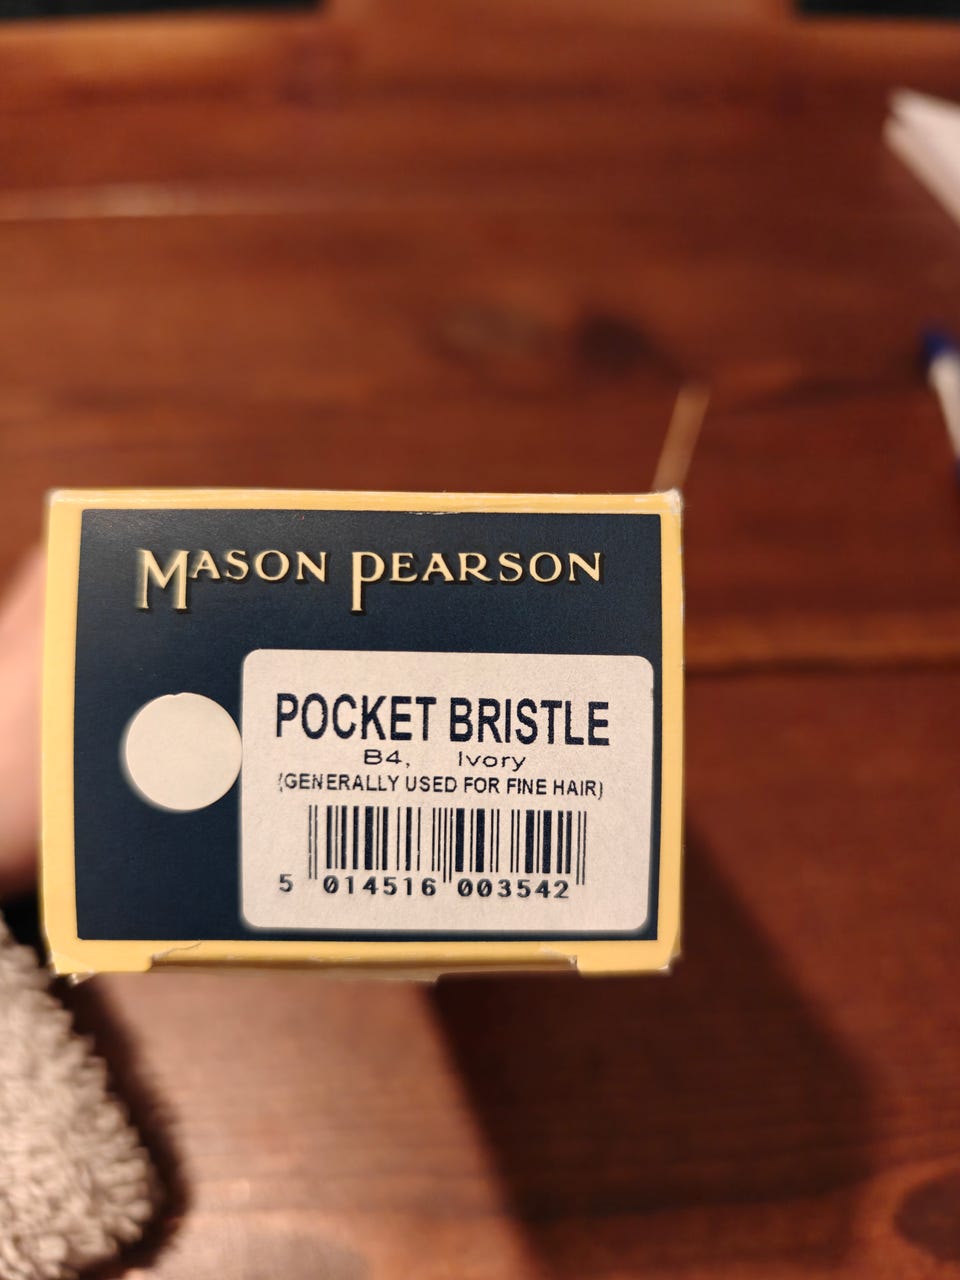 MASON PEARSON
POCKET BRISTLE
B4, Ivory
(GENERALLY USED FOR FINE HAIR)
5 014516 003542